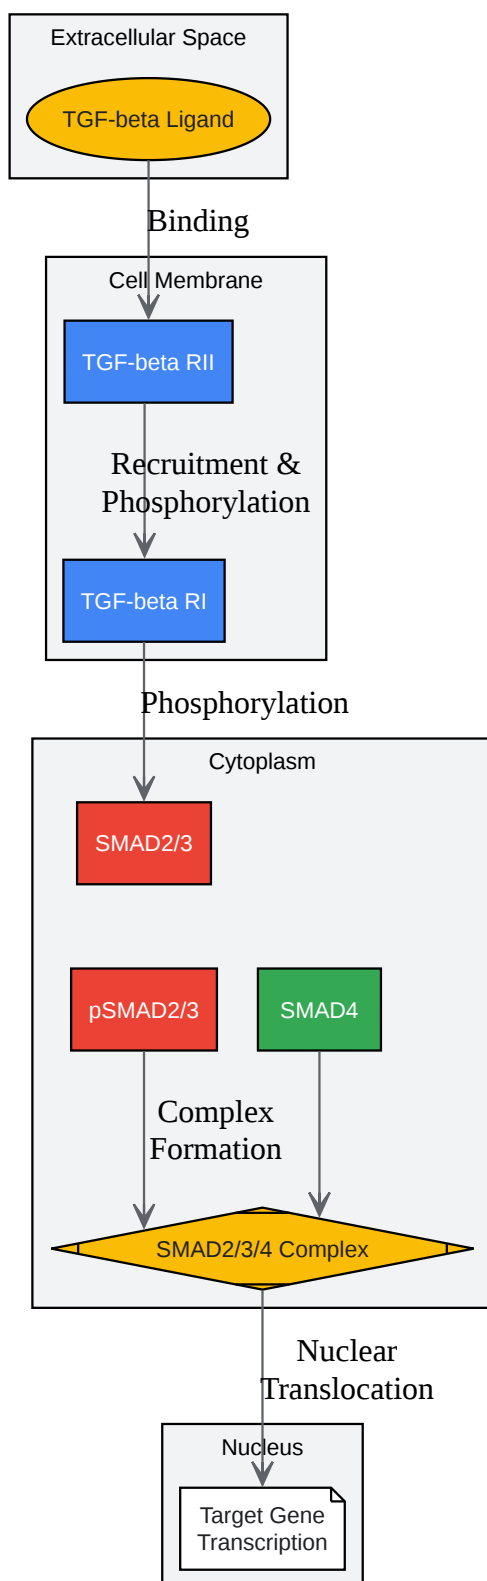 Extracellular Space
TGF-beta Ligand
Binding
Cell Membrane
TGF-beta RII
Recruitment &
Phosphorylation
TGF-beta RI
Phosphorylation
Cytoplasm
SMAD2/3
pSMAD2/3
SMAD4
Complex
Formation
SMAD2/3/4 Complex
Nuclear
Translocation
Nucleus
Target Gene
Transcription